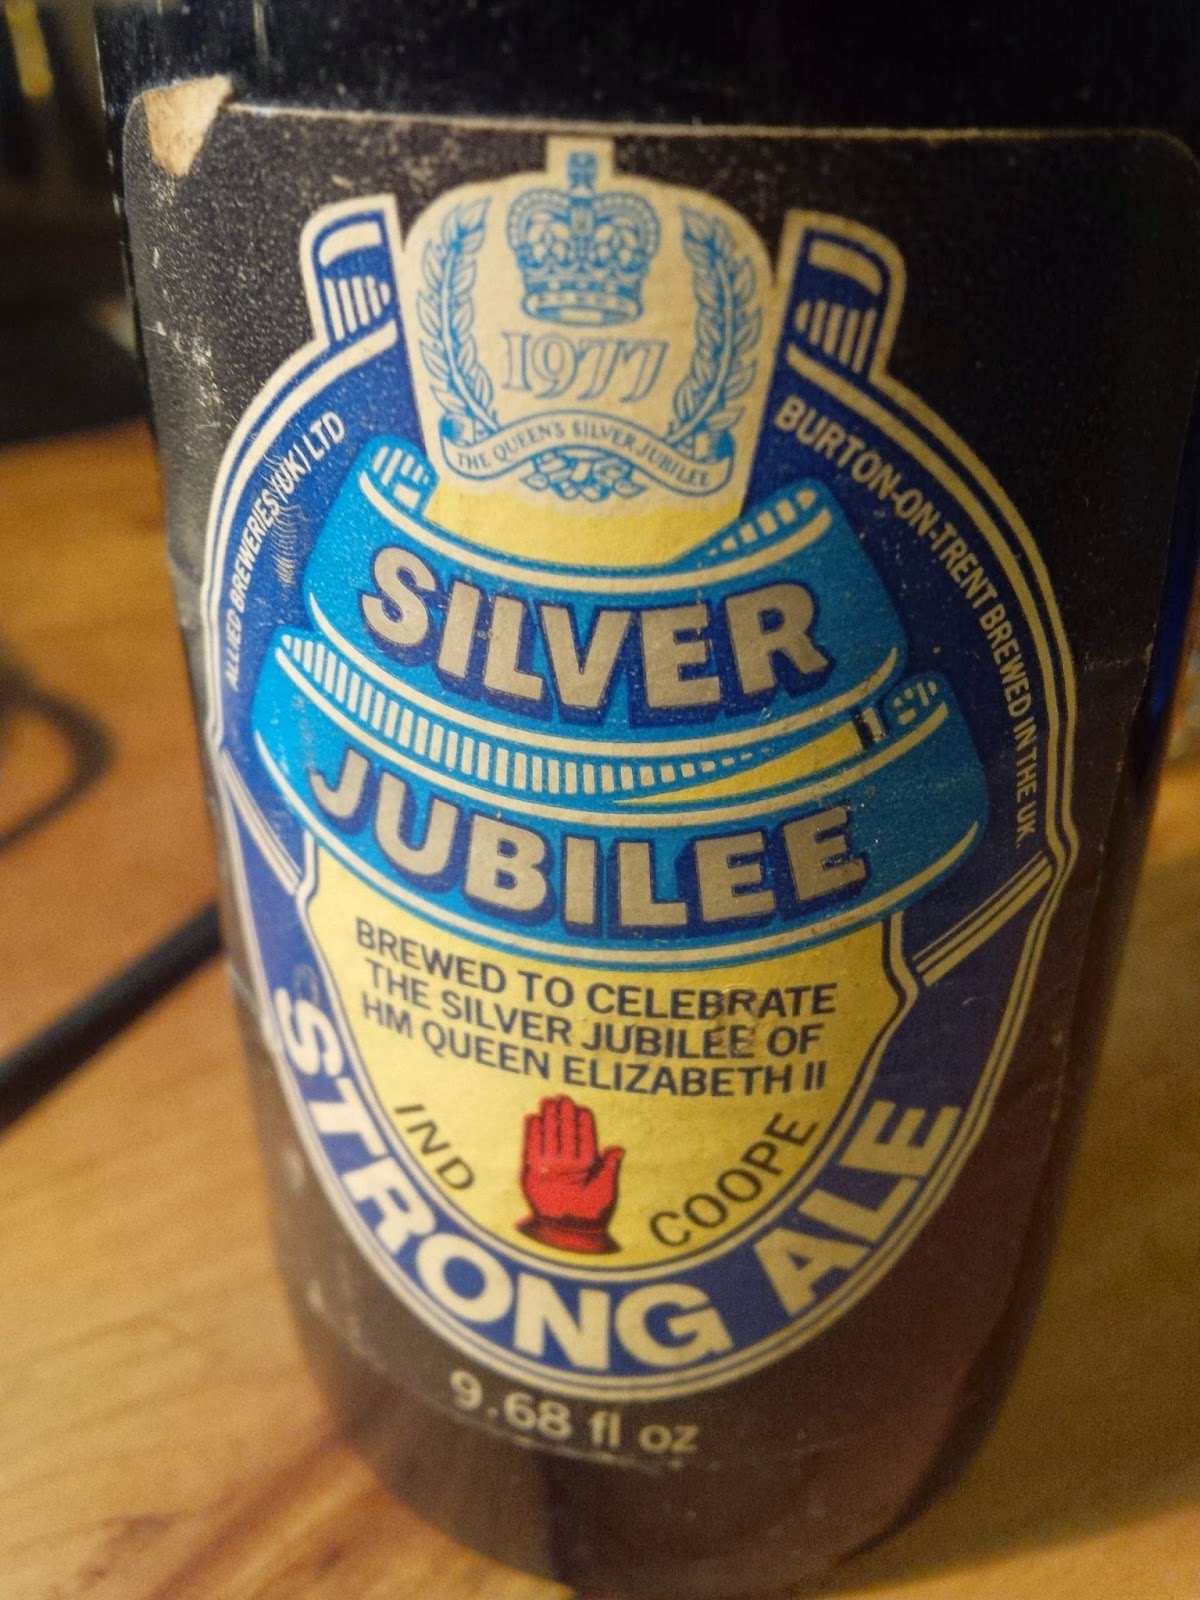 1977
THE QUEEN'S SILVER JUBILEE
ALLIED BREWERIES (UK) LTD
BURTON-ON-TRENT BREWED IN THE UK.
SILVER
JUBILEE
BREWED TO CELEBRATE
THE SILVER JUBILEE OF
HM QUEEN ELIZABETH II
IND COOPE
STRONG ALE
9.68 fl oz